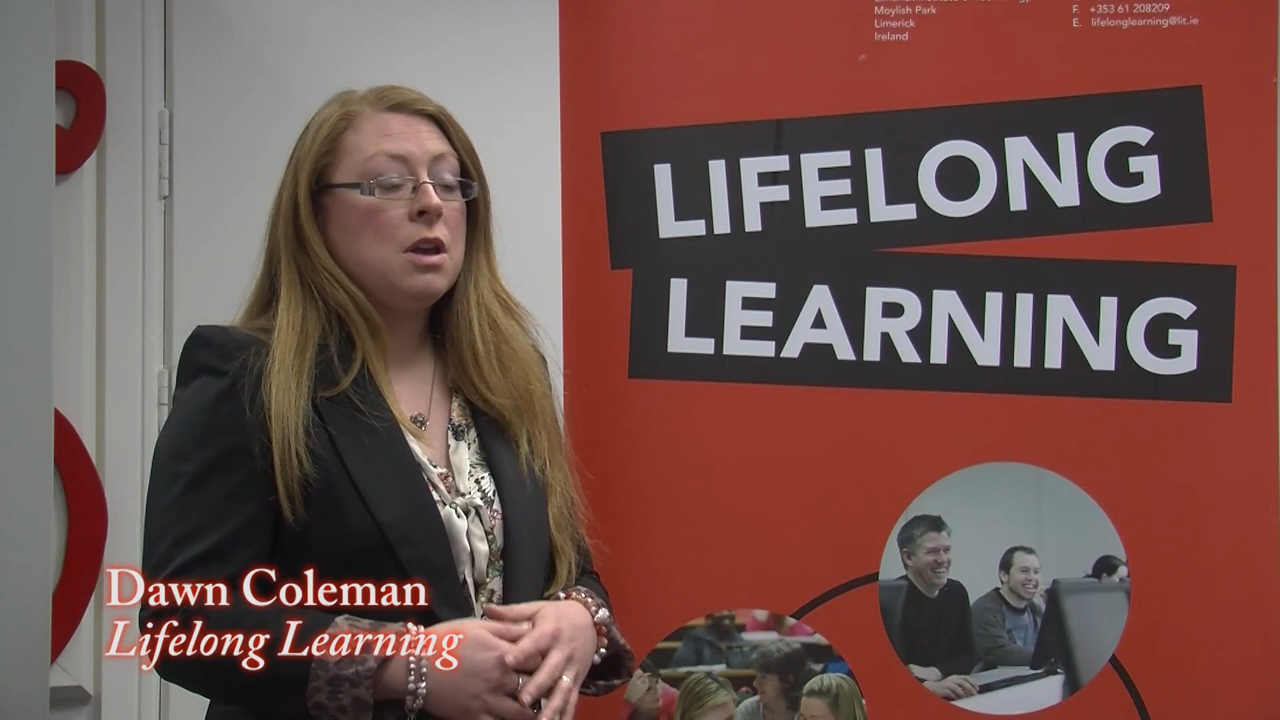 Moylish Park
Limerick
Ireland
F. +353 61 208209
E. lifelonglearning@lit.ie
LIFELONG
LEARNING
Dawn Coleman
Lifelong Learning